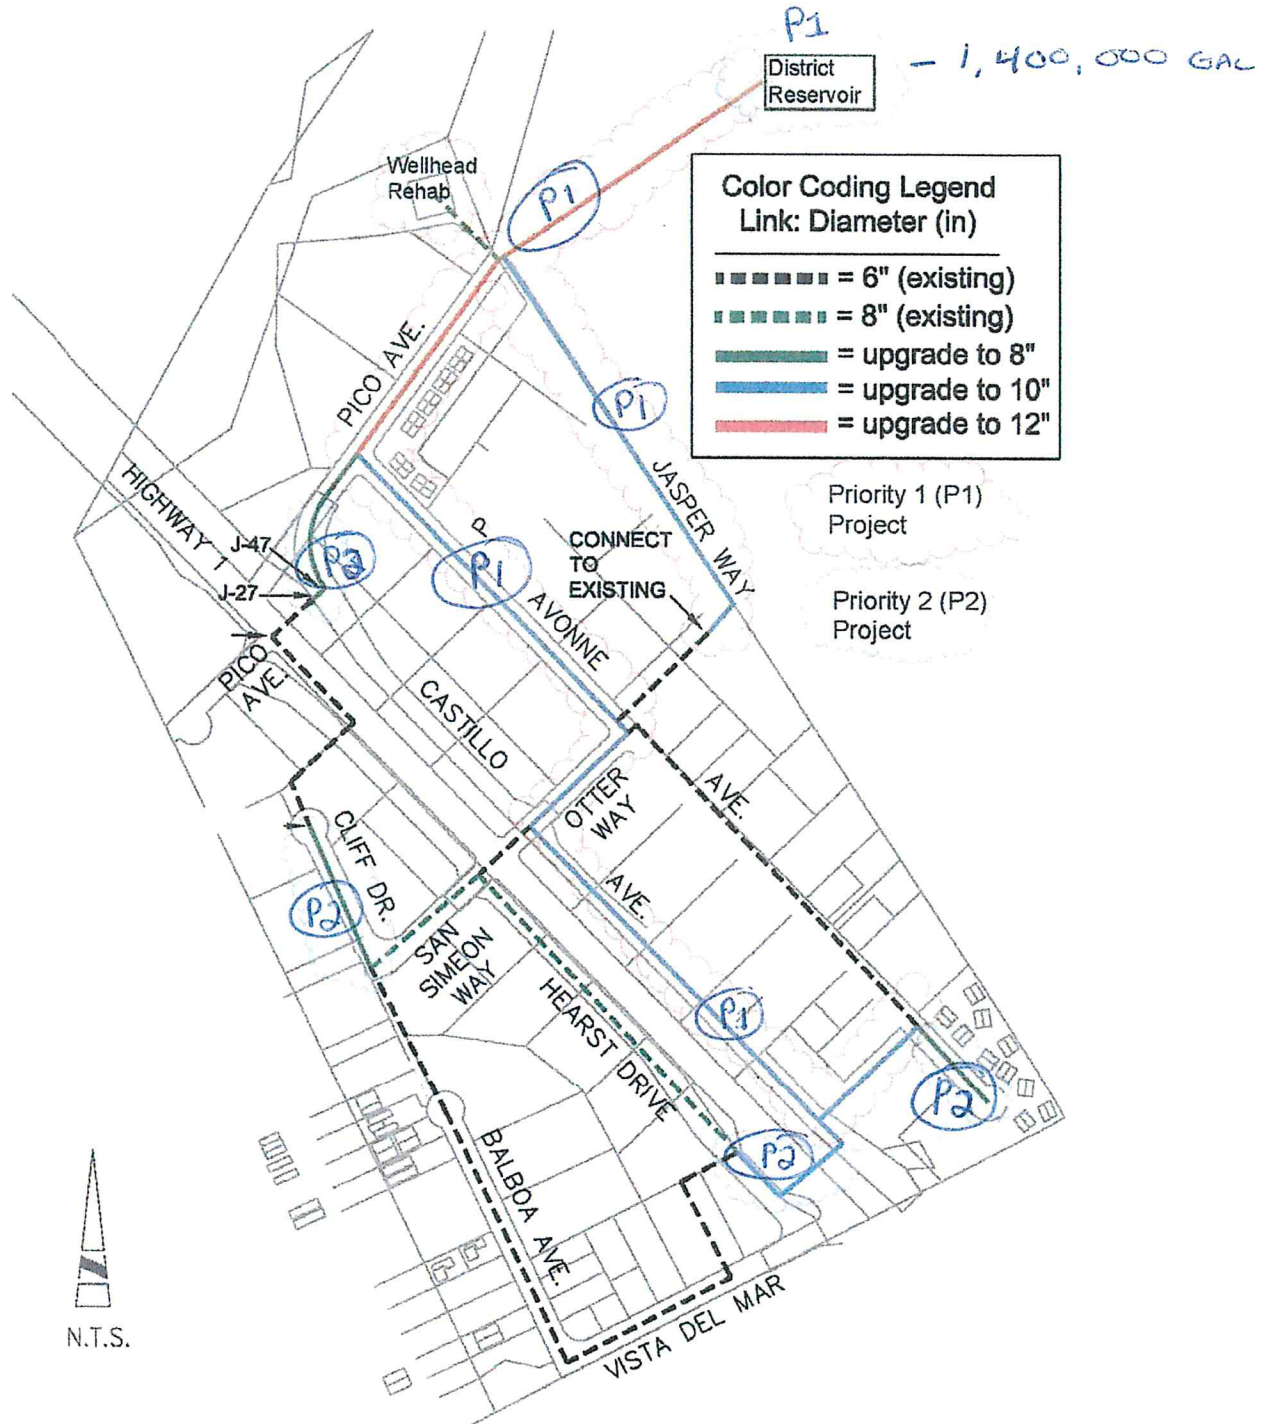 P1
District
Reservoir
- 1,400,000 GAL
Wellhead
Rehab
P1
Color Coding Legend
Link: Diameter (in)
= 6" (existing)
= 8" (existing)
= upgrade to 8"
= upgrade to 10"
= upgrade to 12"
PICO AVE.
P1
JASPER WAY
HIGHWAY 1
Priority 1 (P1)
Project
P
J-47
J-27
P1
AVONNE
CONNECT
TO
EXISTING
Priority 2 (P2)
Project
PICO
AVE.
CASTILLO
OTTER
WAY
AVE.
CLIFF DR.
AVE.
P2
SAN
SIMEON
WAY
HEARST DRIVE
P1
P2
P2
BALBOA AVE.
VISTA DEL MAR
N.T.S.